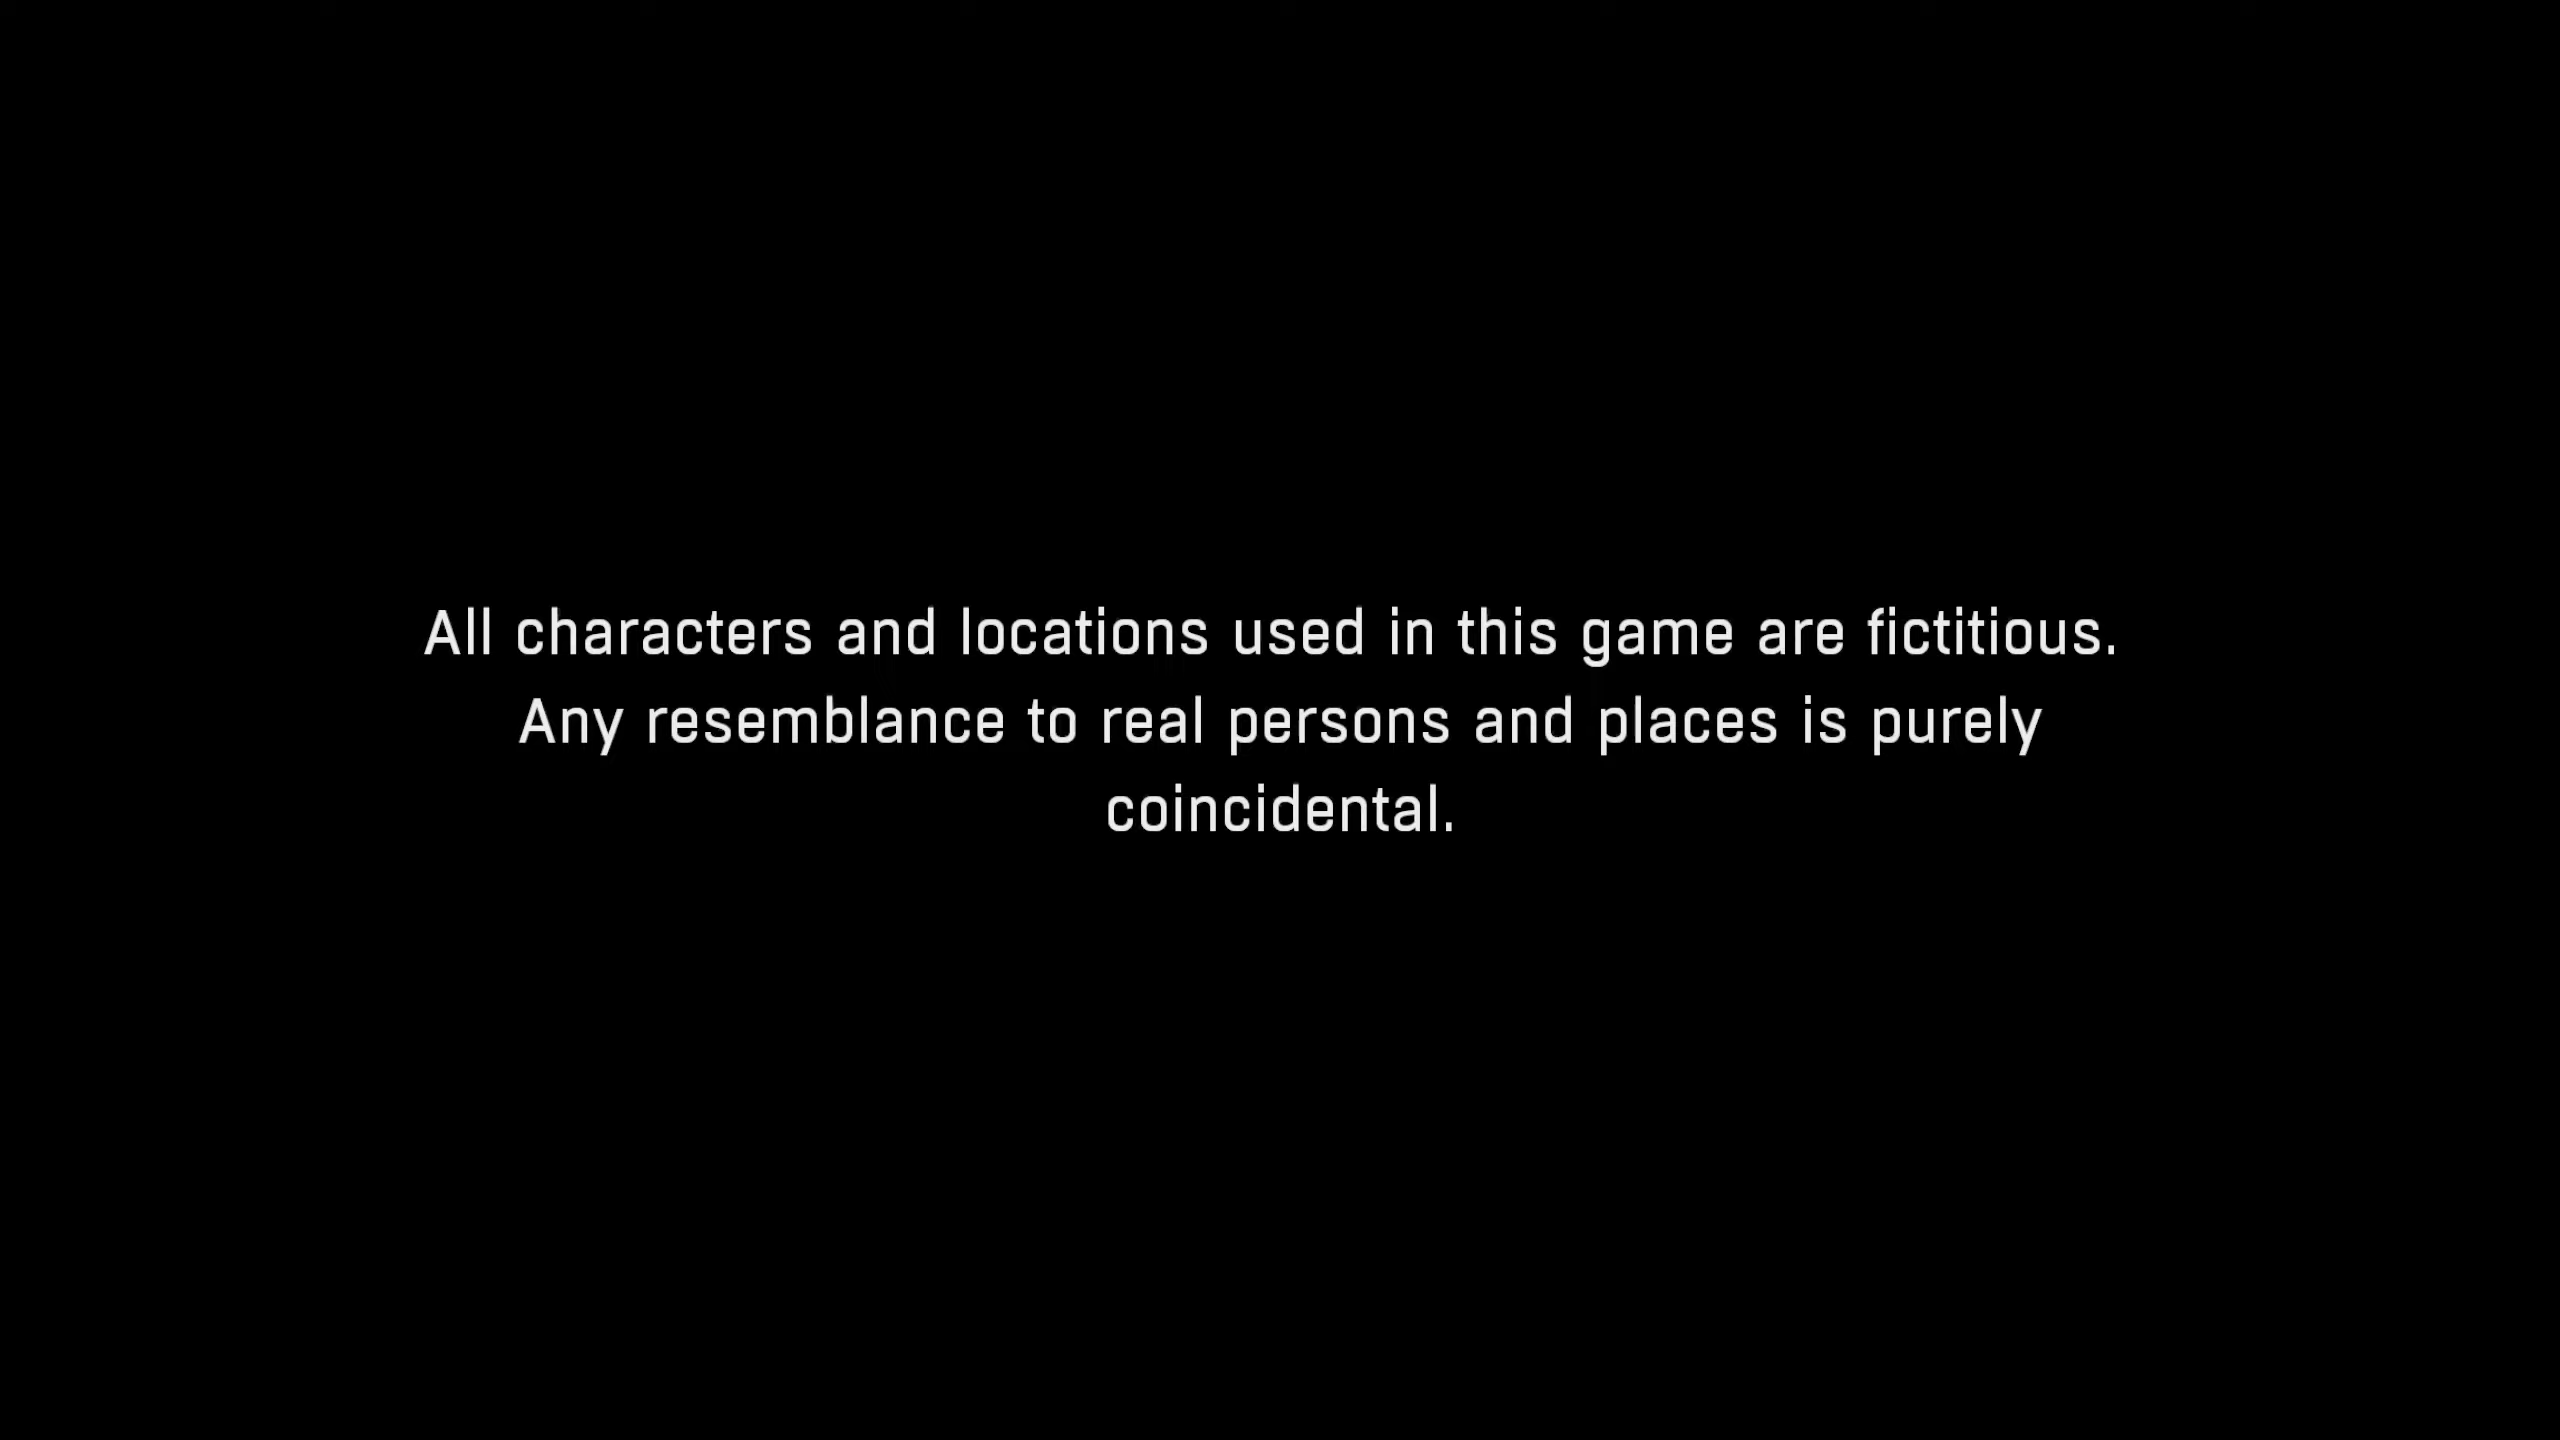 All characters and locations used in this game are fictitious.
Any resemblance to real persons and places is purely
coincidental.